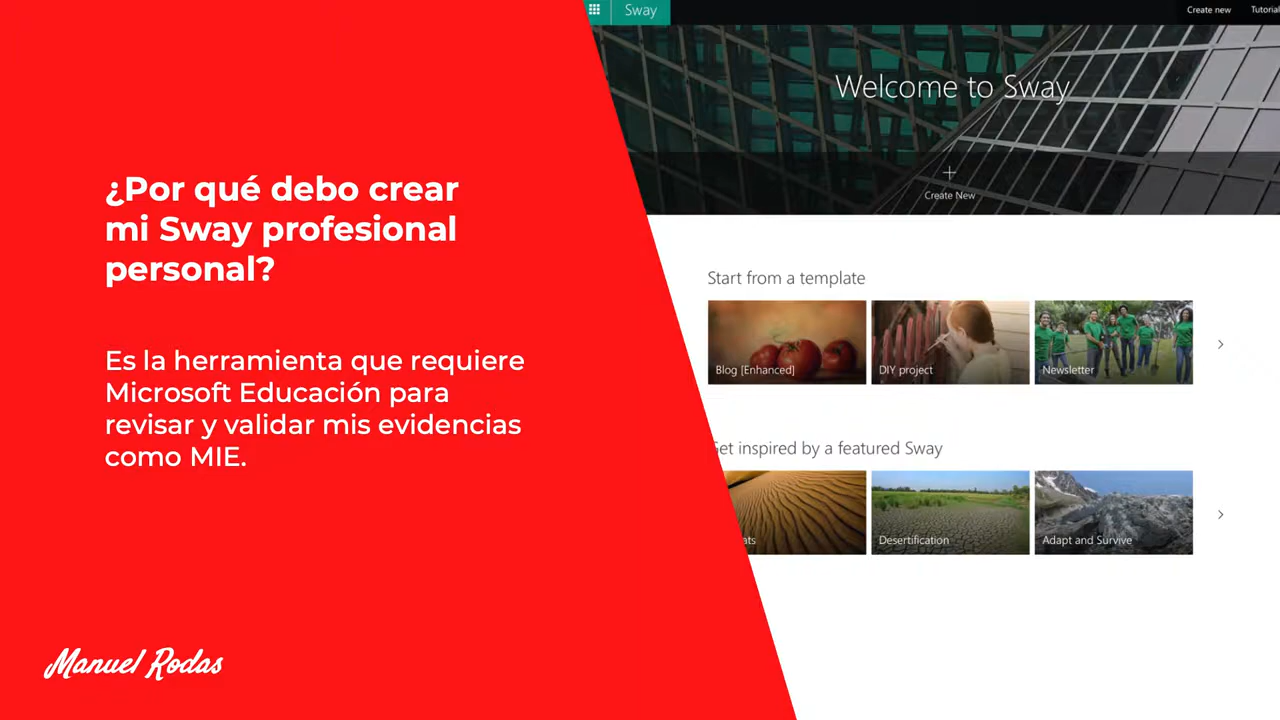 ¿Por qué debo crear
mi Sway profesional
personal?
Es la herramienta que requiere
Microsoft Educación para
revisar y validar mis evidencias
como MIE.
Manuel Rodas
Sway
Create new
Tutorial
Welcome to Sway
Create New
Start from a template
Blog [Enhanced]
DIY project
Newsletter
Get inspired by a featured Sway
Desertification
Adapt and Survive